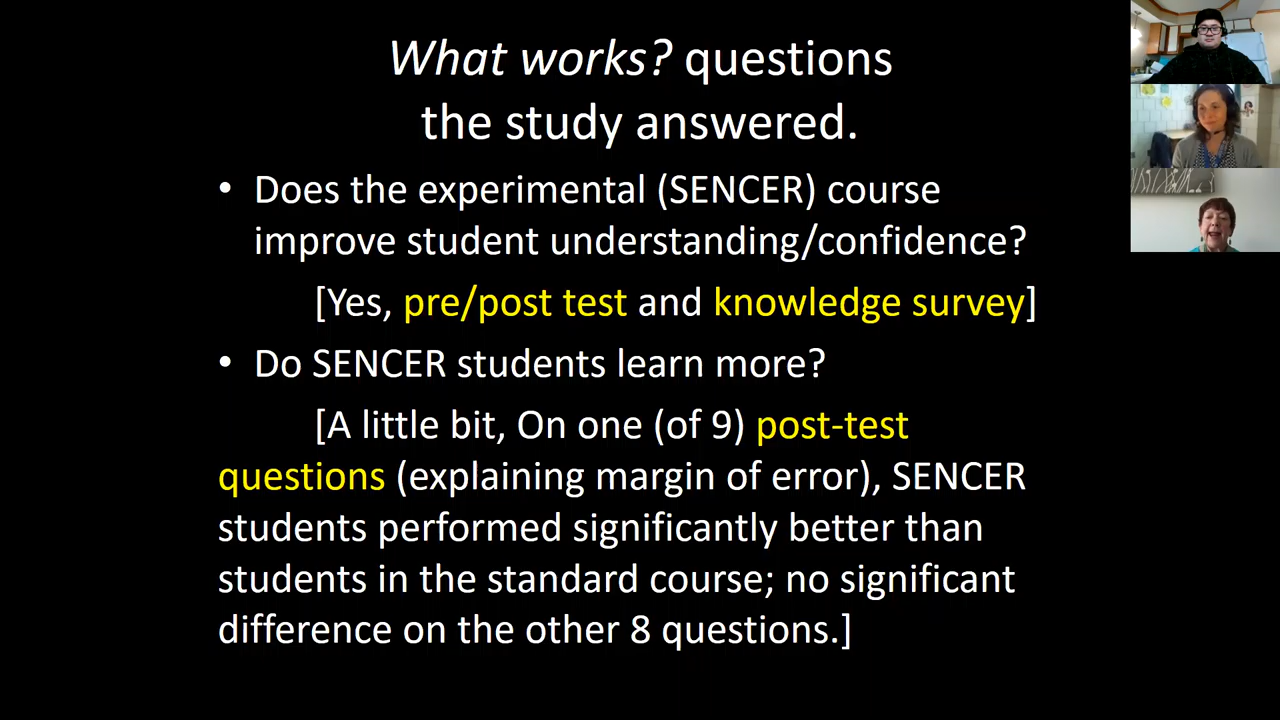 What works? questions
the study answered.
• Does the experimental (SENCER) course
improve student understanding/confidence?
[Yes, pre/post test and knowledge survey]
• Do SENCER students learn more?
[A little bit, On one (of 9) post-test
questions (explaining margin of error), SENCER
students performed significantly better than
students in the standard course; no significant
difference on the other 8 questions.]